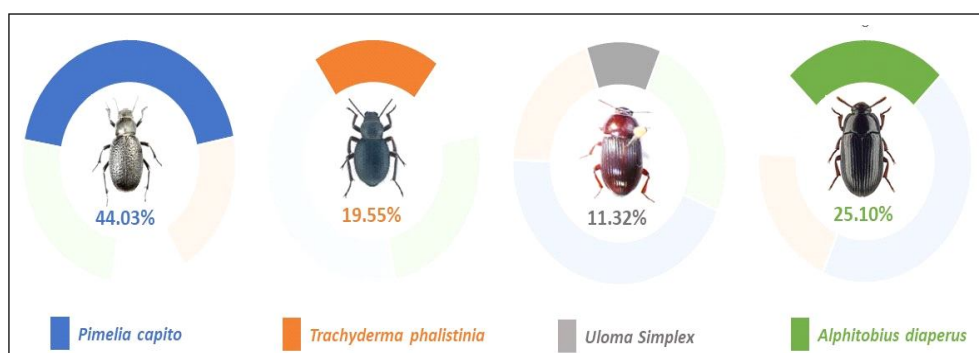 44.03%
19.55%
11.32%
25.10%
Pimelia capito
Trachyderma phalistinia
Uloma Simplex
Alphitobius diaperus